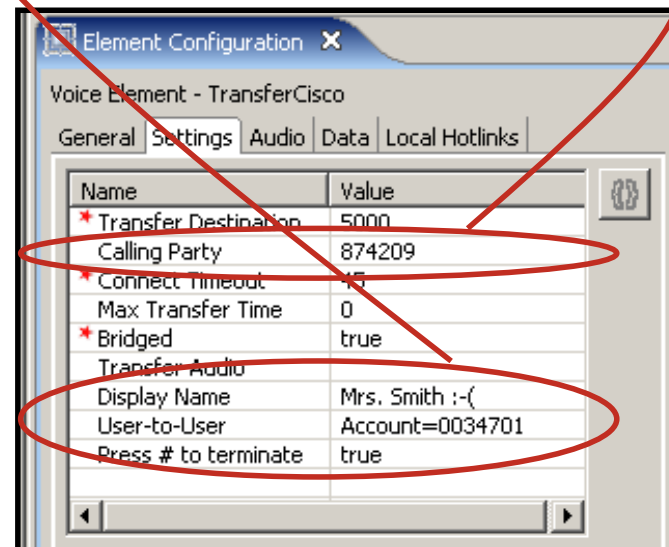 Element Configuration
Voice Element - TransferCisco
General Settings Audio Data Local Hotlinks
Name Value
* Transfer Destination 5000
Calling Party 874209
* Connect Timeout 45
Max Transfer Time 0
* Bridged true
Transfer Audio
Display Name Mrs. Smith :-(
User-to-User Account=0034701
Press # to terminate true